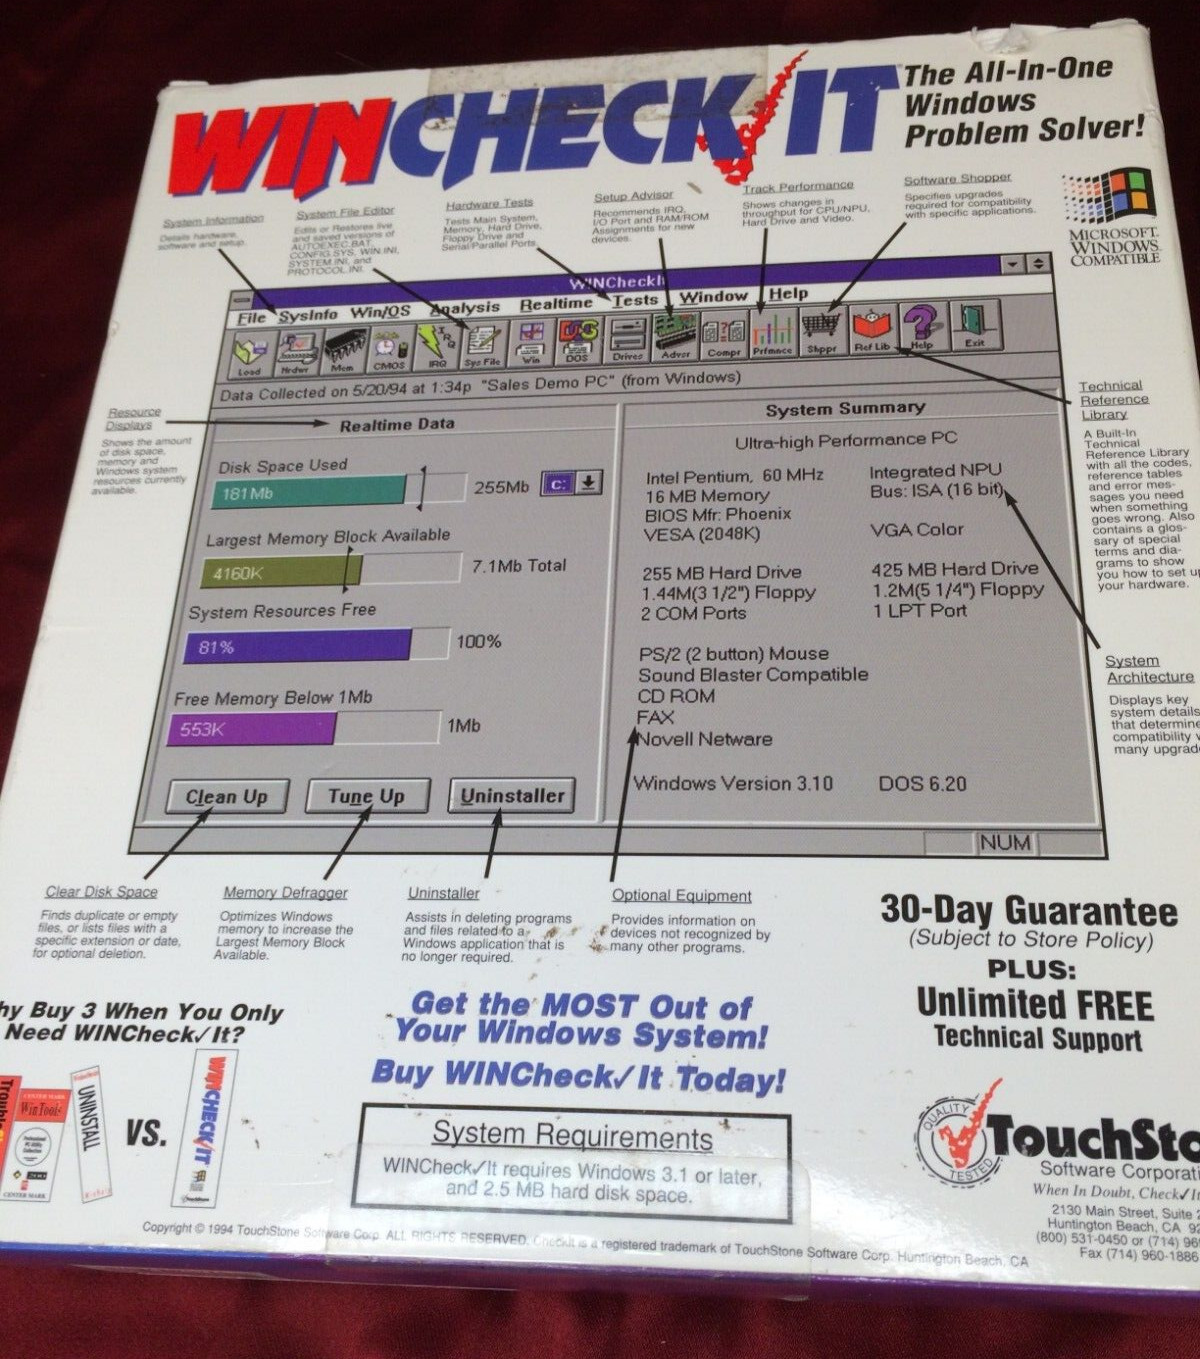 WINCHECK✓IT
The All-In-One
Windows
Problem Solver!
System Information
Details hardware,
software and setup.
System File Editor
Edits or Restores live
and saved versions of
AUTOEXEC.BAT,
CONFIG.SYS, WIN.INI,
SYSTEM.INI, and
PROTOCOL.INI.
Hardware Tests
Tests Main System,
Memory, Hard Drive,
Floppy Drive and
Serial/Parallel Ports.
Setup Advisor
Recommends IRQ,
I/O Port and RAM/ROM
Assignments for new
devices.
Track Performance
Shows changes in
throughput for CPU/NPU,
Hard Drive and Video.
Software Shopper
Specifies upgrades
required for compatibility
with specific applications.
MICROSOFT
WINDOWS
COMPATIBLE
WINCheckIt
File SysInfo Win/OS Analysis Realtime Tests Window Help
Load Hrdwr Mem CMOS IRQ Sys File Win DOS Drives Advsr Compr Prfmnce Shppr Ref Lib Help Exit
Data Collected on 5/20/94 at 1:34p "Sales Demo PC" (from Windows)
Resource
Displays
Shows the amount
of disk space,
memory and
Windows system
resources currently
available.
Realtime Data
Disk Space Used
181Mb 255Mb C:
Largest Memory Block Available
4160K 7.1Mb Total
System Resources Free
81% 100%
Free Memory Below 1Mb
553K 1Mb
Clean Up Tune Up Uninstaller
System Summary
Ultra-high Performance PC
Intel Pentium, 60 MHz Integrated NPU
16 MB Memory Bus: ISA (16 bit)
BIOS Mfr: Phoenix
VESA (2048K) VGA Color
255 MB Hard Drive 425 MB Hard Drive
1.44M(3 1/2") Floppy 1.2M(5 1/4") Floppy
2 COM Ports 1 LPT Port
PS/2 (2 button) Mouse
Sound Blaster Compatible
CD ROM
FAX
Novell Netware
Windows Version 3.10 DOS 6.20
NUM
Technical
Reference
Library
A Built-In
Technical
Reference Library
with all the codes,
reference tables
and error mes-
sages you need
when something
goes wrong. Also
contains a glos-
sary of special
terms and dia-
grams to show
you how to set up
your hardware.
System
Architecture
Displays key
system details
that determine
compatibility
many upgrad
Clear Disk Space
Finds duplicate or empty
files, or lists files with a
specific extension or date,
for optional deletion.
Memory Defragger
Optimizes Windows
memory to increase the
Largest Memory Block
Available.
Uninstaller
Assists in deleting programs
and files related to a
Windows application that is
no longer required.
Optional Equipment
Provides information on
devices not recognized by
many other programs.
30-Day Guarantee
(Subject to Store Policy)
PLUS:
Unlimited FREE
Technical Support
hy Buy 3 When You Only
Need WINCheck✓It?
WinTools
CENTER MARK
UNINSTALL
VS.
WINCHECK✓IT
Get the MOST Out of
Your Windows System!
Buy WINCheck✓It Today!
System Requirements
WINCheck✓It requires Windows 3.1 or later,
and 2.5 MB hard disk space.
QUALITY
TESTED
TouchSto
Software Corporati
When In Doubt, Check✓It
2130 Main Street, Suite 2
Huntington Beach, CA 92
(800) 531-0450 or (714) 96
Fax (714) 960-1886
Copyright © 1994 TouchStone Software Corp. ALL RIGHTS RESERVED. CheckIt is a registered trademark of TouchStone Software Corp. Huntington Beach, CA